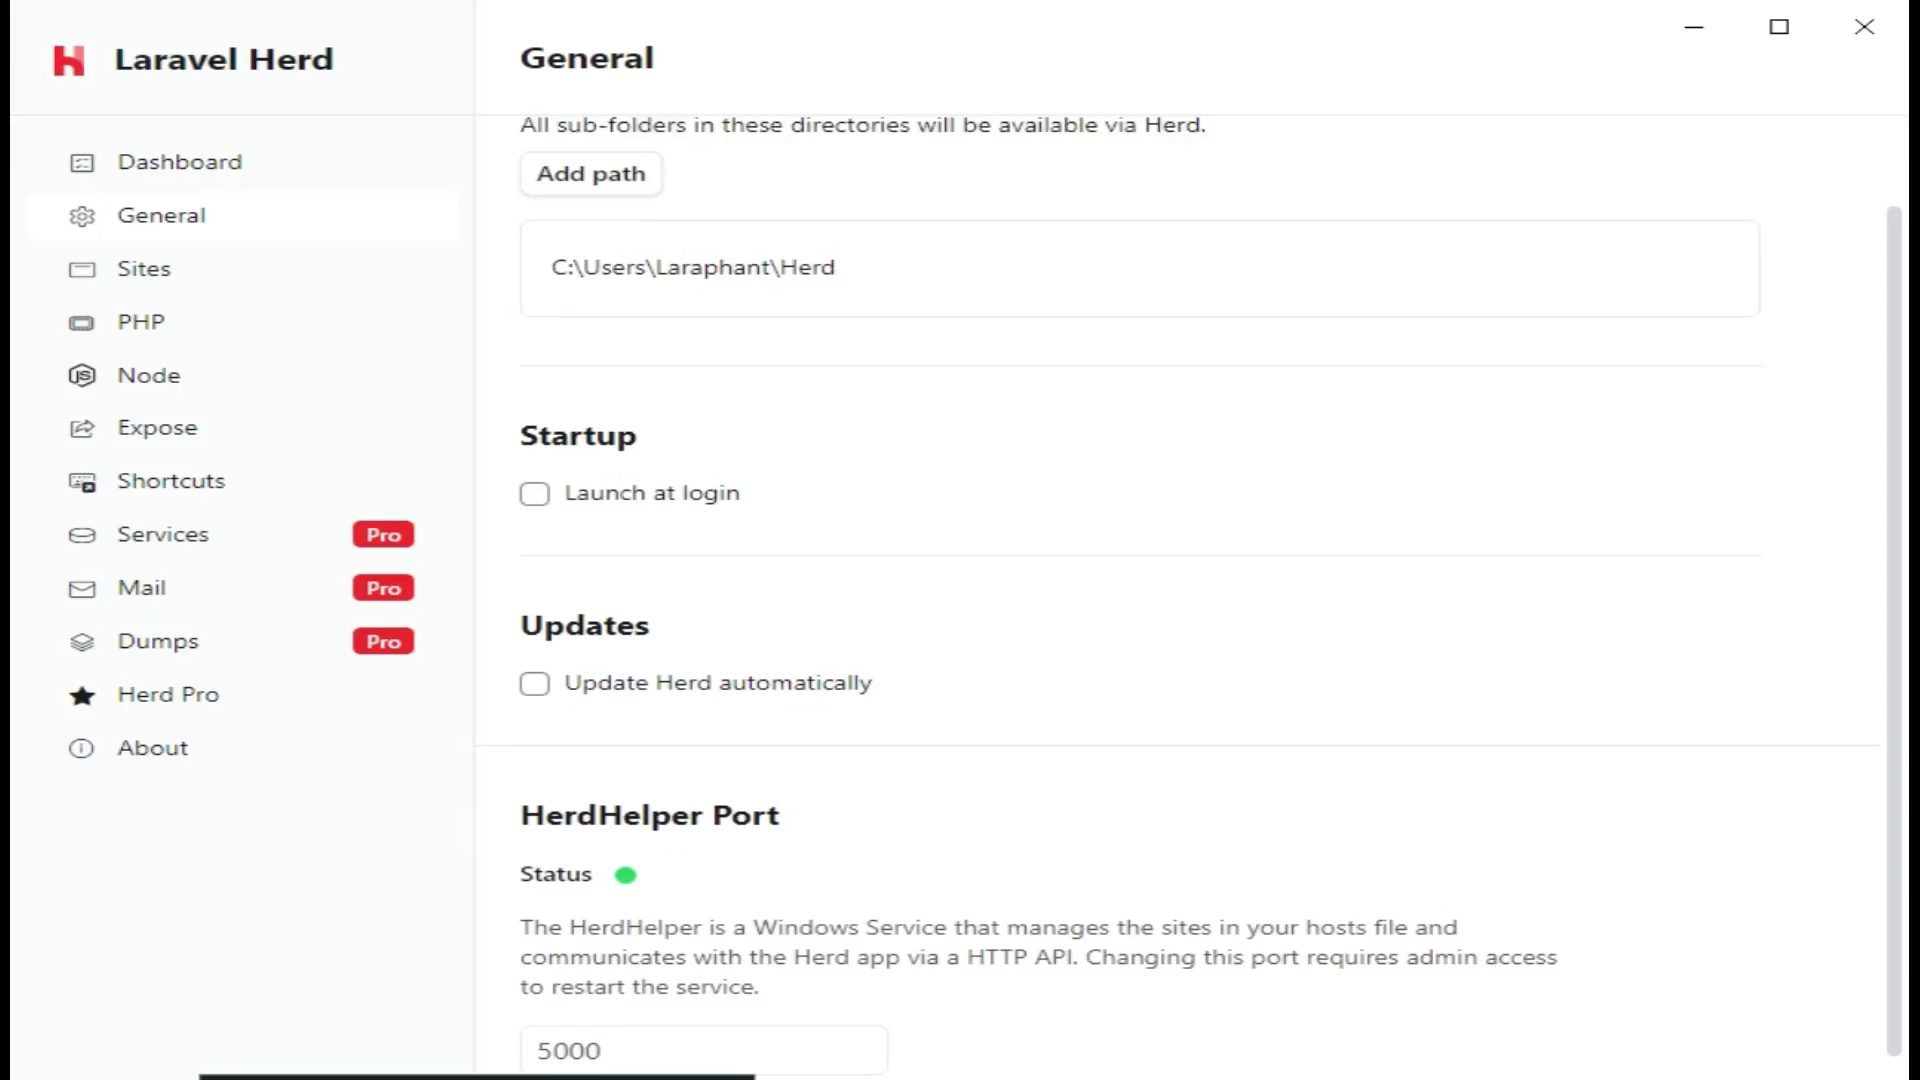 Laravel Herd
Dashboard
General
Sites
PHP
Node
Expose
Shortcuts
Services Pro
Mail Pro
Dumps Pro
Herd Pro
About
General
All sub-folders in these directories will be available via Herd.
Add path
C:\Users\Laraphant\Herd
Startup
Launch at login
Updates
Update Herd automatically
HerdHelper Port
Status
The HerdHelper is a Windows Service that manages the sites in your hosts file and
communicates with the Herd app via a HTTP API. Changing this port requires admin access
to restart the service.
5000